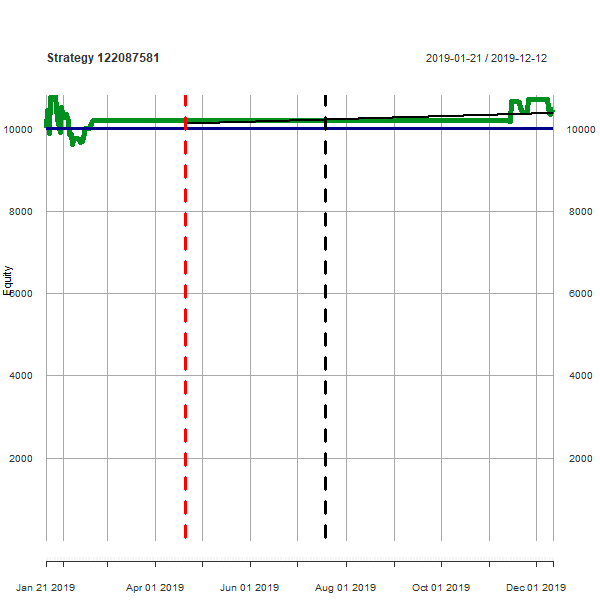 Strategy 122087581
2019-01-21 / 2019-12-12
10000
10000
8000
8000
Equity
6000
6000
4000
4000
2000
2000
Jan 21 2019
Apr 01 2019
Jun 01 2019
Aug 01 2019
Oct 01 2019
Dec 01 2019